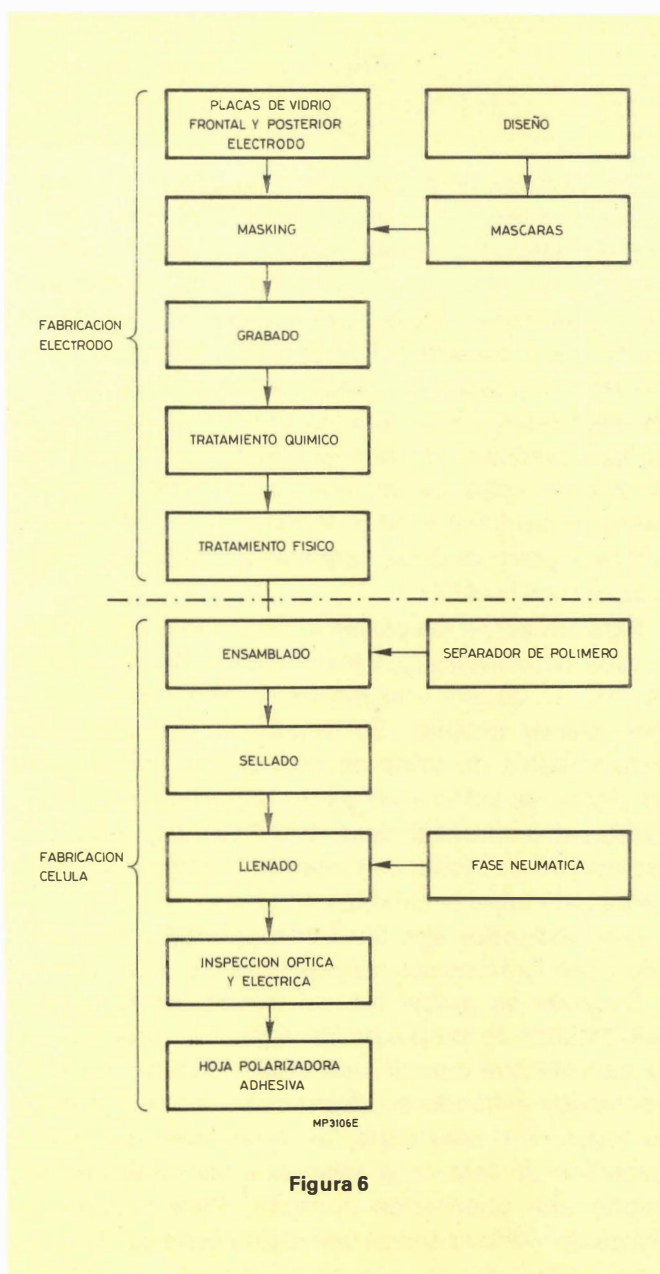 PLACAS DE VIDRIO
FRONTAL Y POSTERIOR
ELECTRODO
DISEÑO
MASKING
MASCARAS
GRABADO
FABRICACION
ELECTRODO
TRATAMIENTO QUIMICO
TRATAMIENTO FISICO
ENSAMBLADO
SEPARADOR DE POLIMERO
SELLADO
FABRICACION
CELULA
LLENADO
FASE NEUMATICA
INSPECCION OPTICA
Y ELECTRICA
HOJA POLARIZADORA
ADHESIVA
MP3106E
Figura 6